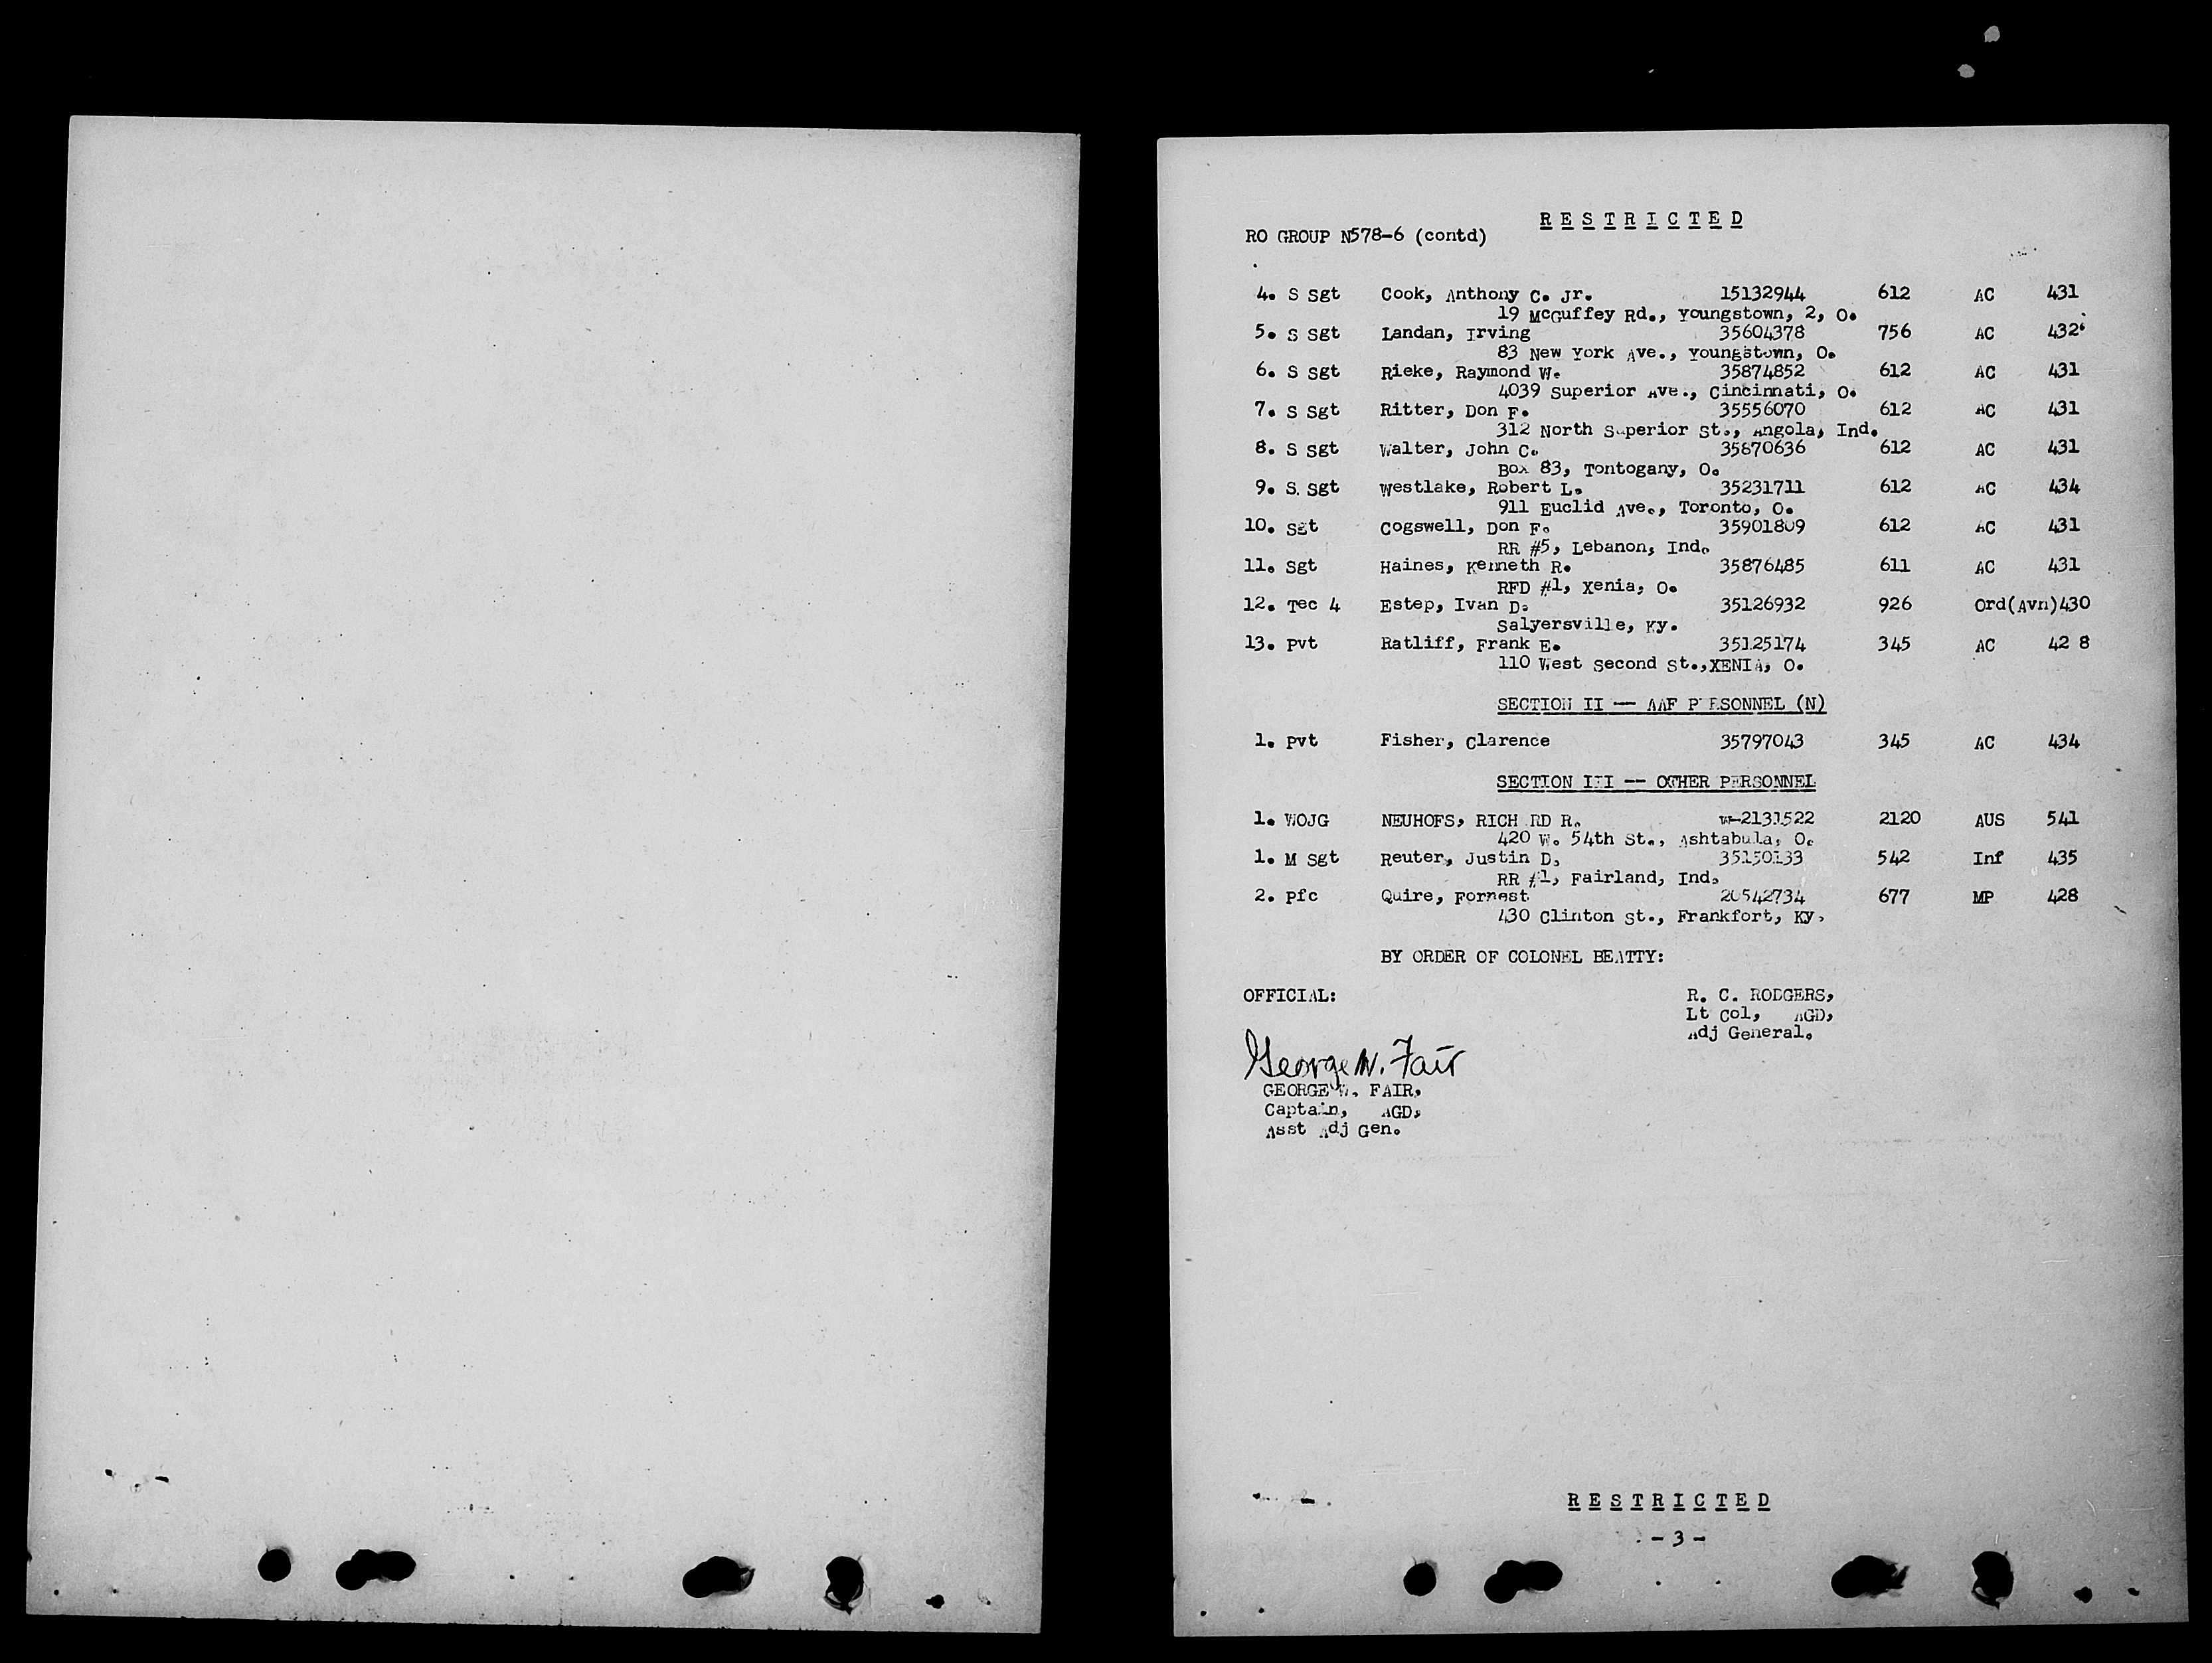 R E S T R I C T E D
RO GROUP N578-6 (contd)
4. S Sgt Cook, Anthony C. Jr. 15132944 612 AC 431
19 McGuffey Rd., Youngstown, 2, O.
5. S Sgt Landan, Irving 35604378 756 AC 432
83 New York Ave., Youngstown, O.
6. S Sgt Rieke, Raymond W. 35874852 612 AC 431
4039 Superior Ave., Cincinnati, O.
7. S Sgt Ritter, Don F. 35556070 612 AC 431
312 North Superior St., Angola, Ind.
8. S Sgt Walter, John C. 35870636 612 AC 431
Box 83, Tontogany, O.
9. S. Sgt Westlake, Robert L. 35231711 612 AC 434
911 Euclid Ave., Toronto, O.
10. Sgt Cogswell, Don F. 35901809 612 AC 431
RR #5, Lebanon, Ind.
11. Sgt Haines, Kenneth R. 35876485 611 AC 431
RFD #1, Xenia, O.
12. Tec 4 Estep, Ivan D. 35126932 926 Ord(Avn)430
Salyersville, Ky.
13. Pvt Ratliff, Frank E. 35125174 345 AC 42 8
110 West Second St.,XENIA, O.
SECTION II -- AAF PERSONNEL (N)
1. Pvt Fisher, Clarence 35797043 345 AC 434
SECTION III -- OTHER PERSONNEL
1. WOJG NEUHOFS, RICH RD R. W-2131522 2120 AUS 541
420 W. 54th St., Ashtabula, O.
1. M Sgt Reuter, Justin D. 35150133 542 Inf 435
RR #1, Fairland, Ind.
2. Pfc Quire, Forrest 20542734 677 MP 428
430 Clinton St., Frankfort, Ky.
BY ORDER OF COLONEL BEATTY:
OFFICIAL: R. C. RODGERS,
Lt Col, AGD,
Adj General.
George W. Fair
GEORGE W. FAIR,
Captain, AGD,
Asst Adj Gen.
R E S T R I C T E D
- 3 -